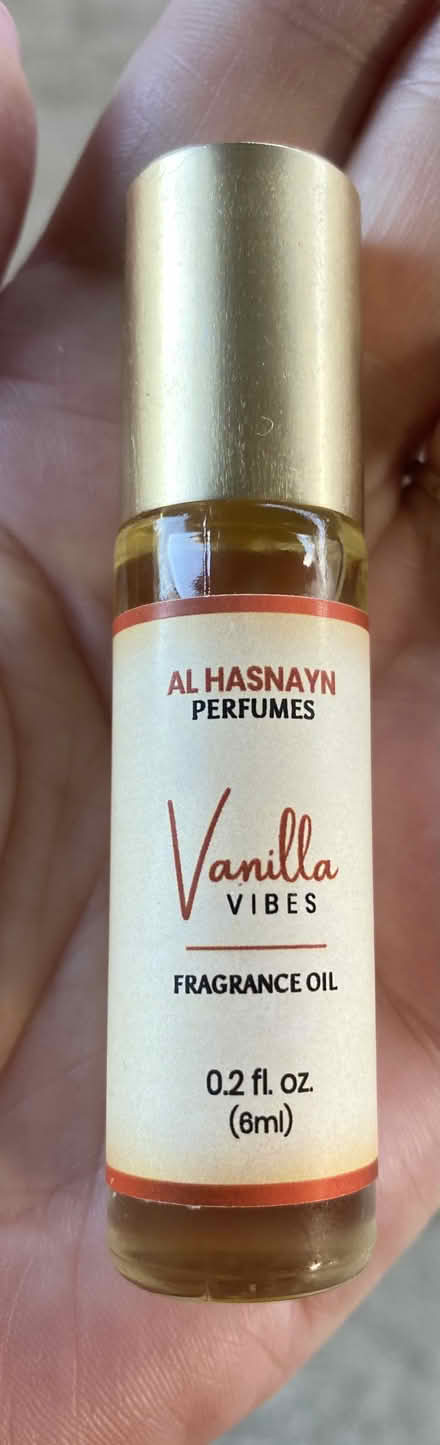 AL HASNAYN
PERFUMES
Vanilla
VIBES
FRAGRANCE OIL
0.2 fl. oz.
(6ml)